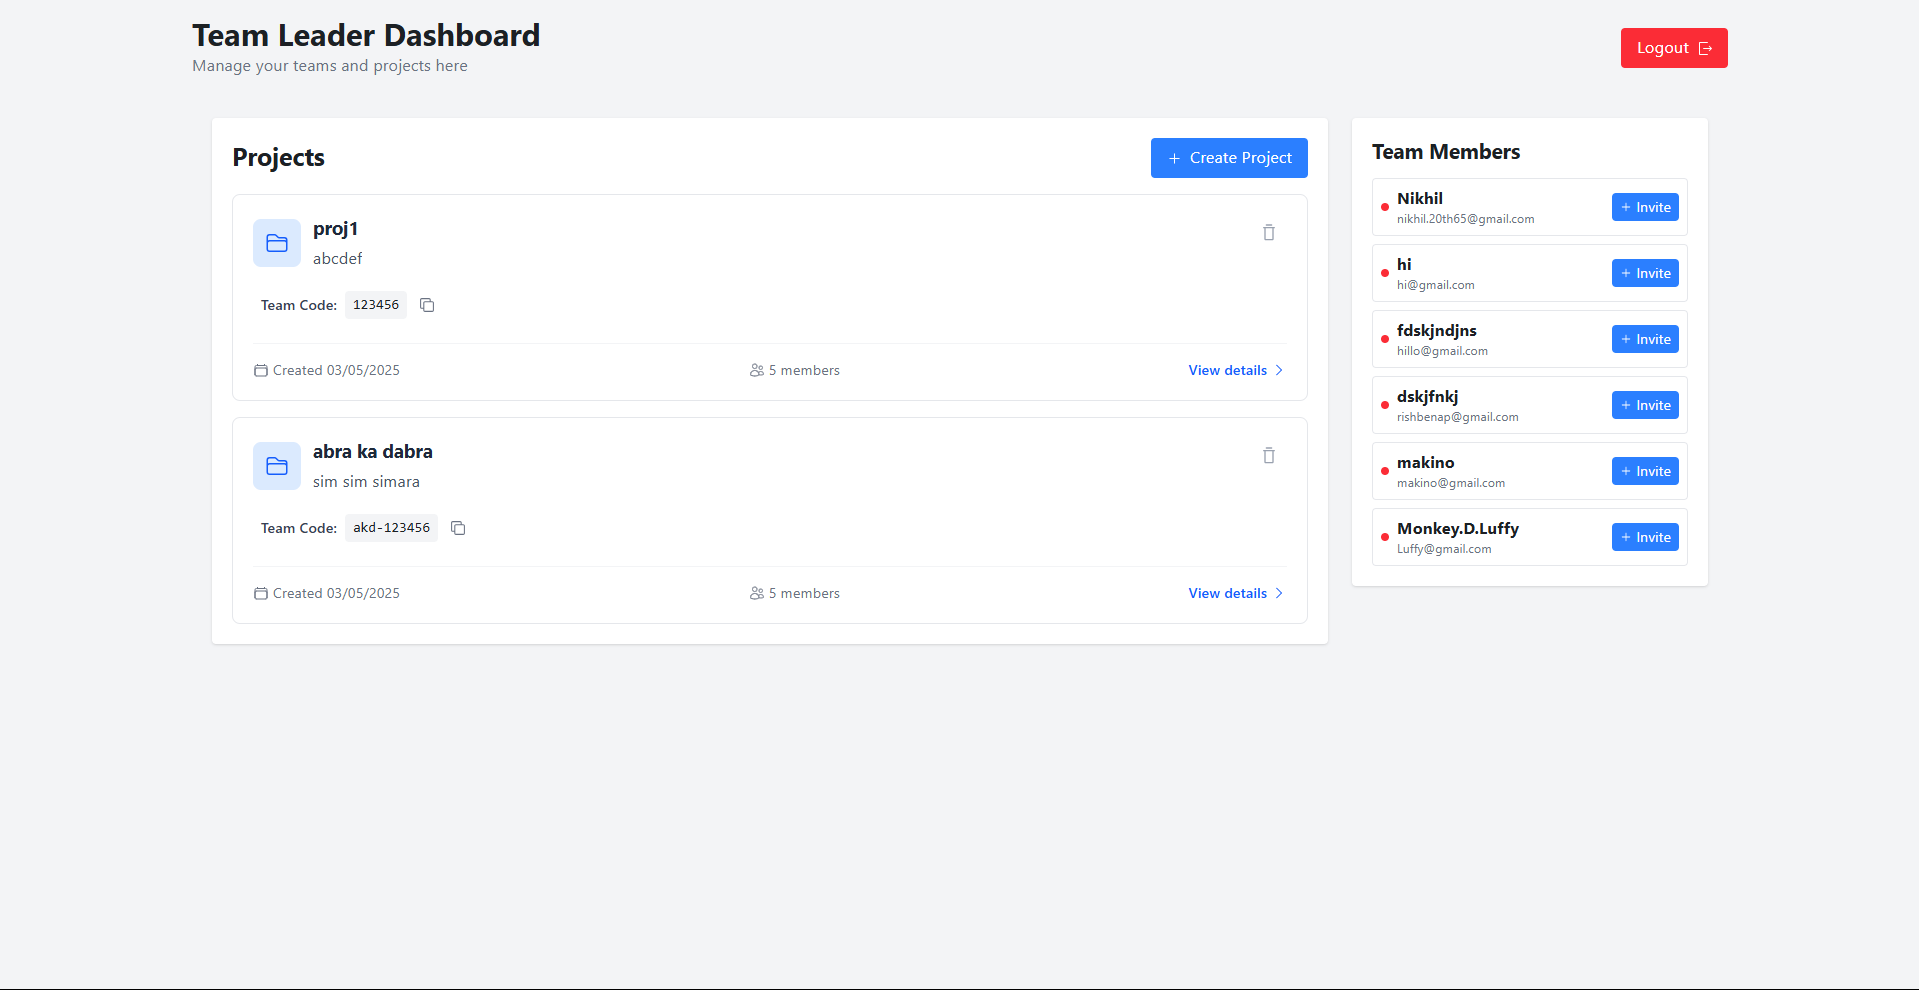 Team Leader Dashboard
Manage your teams and projects here
Logout
Projects
Create Project
proj1
abcdef
Team Code: 123456
Created 03/05/2025 5 members View details
abra ka dabra
sim sim simara
Team Code: akd-123456
Created 03/05/2025 5 members View details
Team Members
Nikhil
nikhil.20th65@gmail.com
+ Invite
hi
hi@gmail.com
+ Invite
fdskjndjns
hillo@gmail.com
+ Invite
dskjfnkj
rishbenap@gmail.com
+ Invite
makino
makino@gmail.com
+ Invite
Monkey.D.Luffy
Luffy@gmail.com
+ Invite